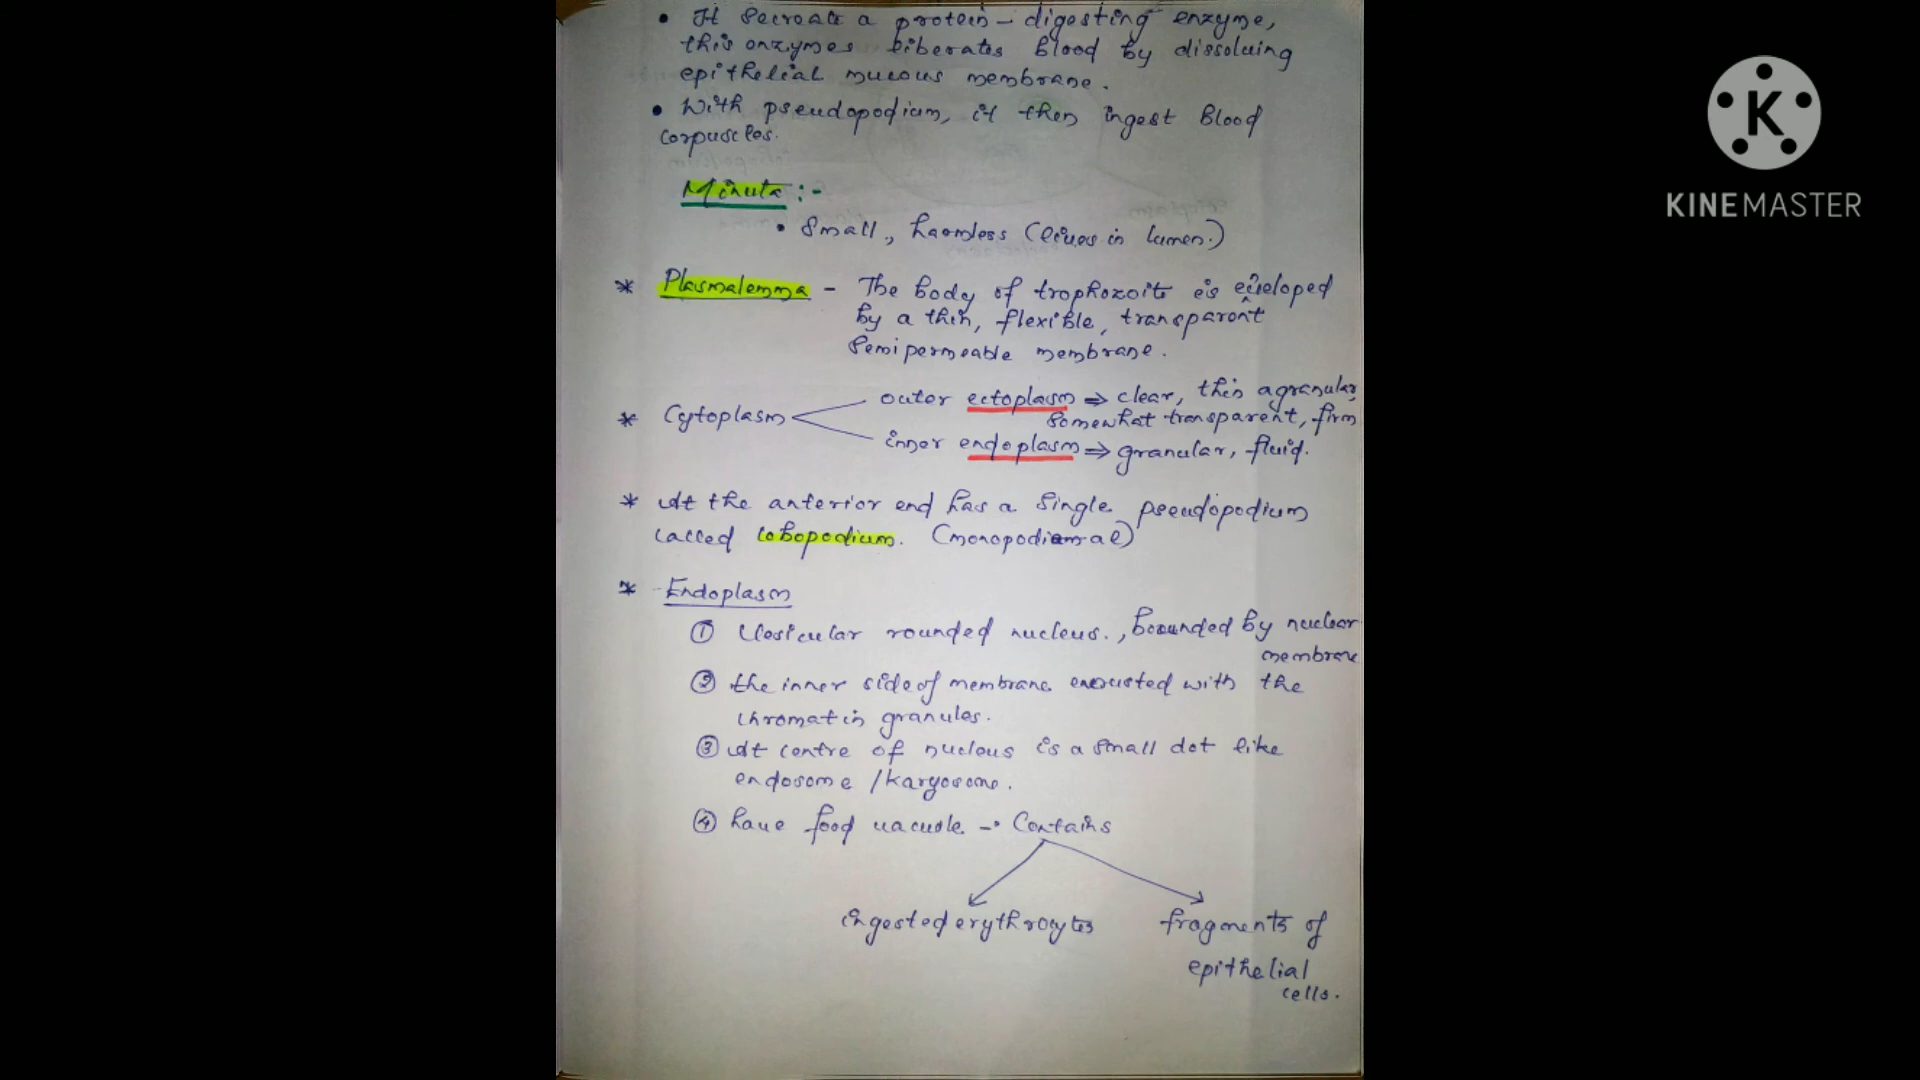 • It Secreate a protein - digesting enzyme,
this enzymes liberates blood by dissoluing
epithelial mucous membrane.
• With pseudopodium, it then ingest Blood
corpuscles.
Minuta :-
• Small, harmless (lives in lumen.)
* Plasmalemma - The body of trophozoite is eveloped
by a thin, flexible, transparent
Semipermeable membrane.
* Cytoplasm
outer ectoplasm ⇒ clear, thin agranular,
Somewhat transparent, firm
inner endoplasm ⇒ granular, fluid.
* At the anterior end has a Single pseudopodium
called lobopodium. (monopodial)
* Endoplasm
① Vesicular rounded nucleus., bounded by nuclear
membrane
② the inner side of membrane encrusted with the
chromatin granules.
③ At centre of nucleus is a small dot like
endosome / karyosome.
④ have food vacuole → Contains
ingested erythrocytes
fragments of
epithelial
cells.
K
KINEMASTER